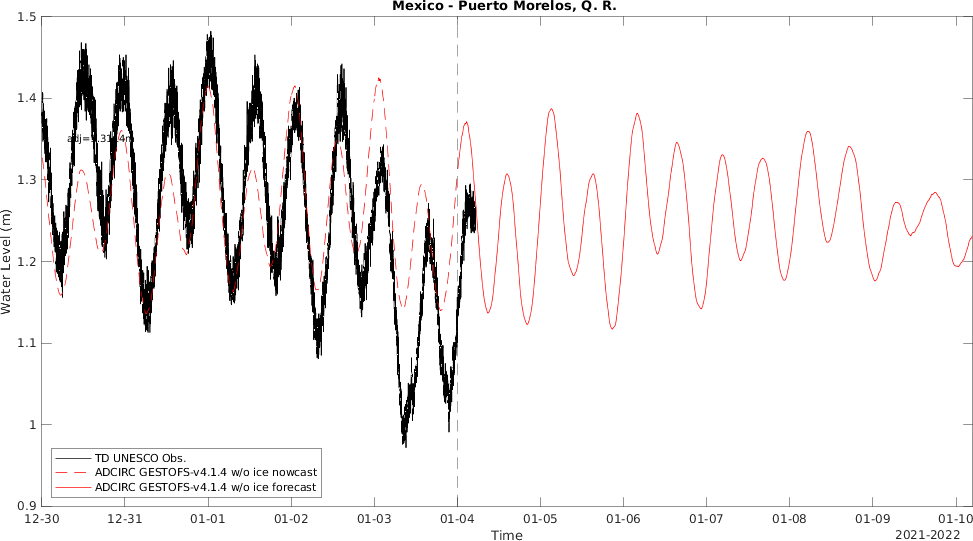 Mexico - Puerto Morelos, Q. R.
1.5
1.4
1.3
1.2
1.1
1
0.9
Water Level (m)
TD UNESCO Obs.
ADCIRC GESTOFS-v4.1.4 w/o ice nowcast
ADCIRC GESTOFS-v4.1.4 w/o ice forecast
12-30 12-31 01-01 01-02 01-03 01-04 01-05 01-06 01-07 01-08 01-09 01-10
Time
2021-2022